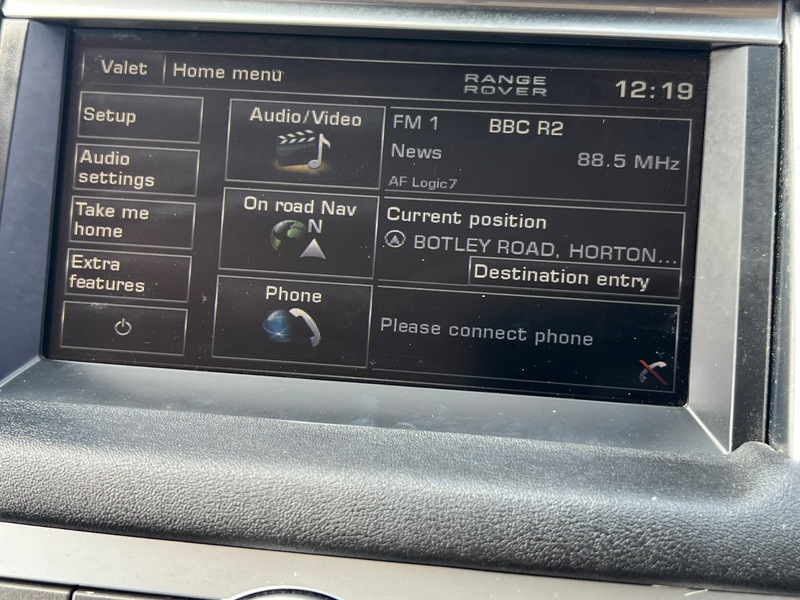 Valet Home menu RANGE ROVER 12:19
Setup
Audio settings
Take me home
Extra features
Audio/Video
On road Nav
N
Phone
FM 1 BBC R2
News 88.5 MHz
AF Logic7
Current position
BOTLEY ROAD, HORTON...
Destination entry
Please connect phone